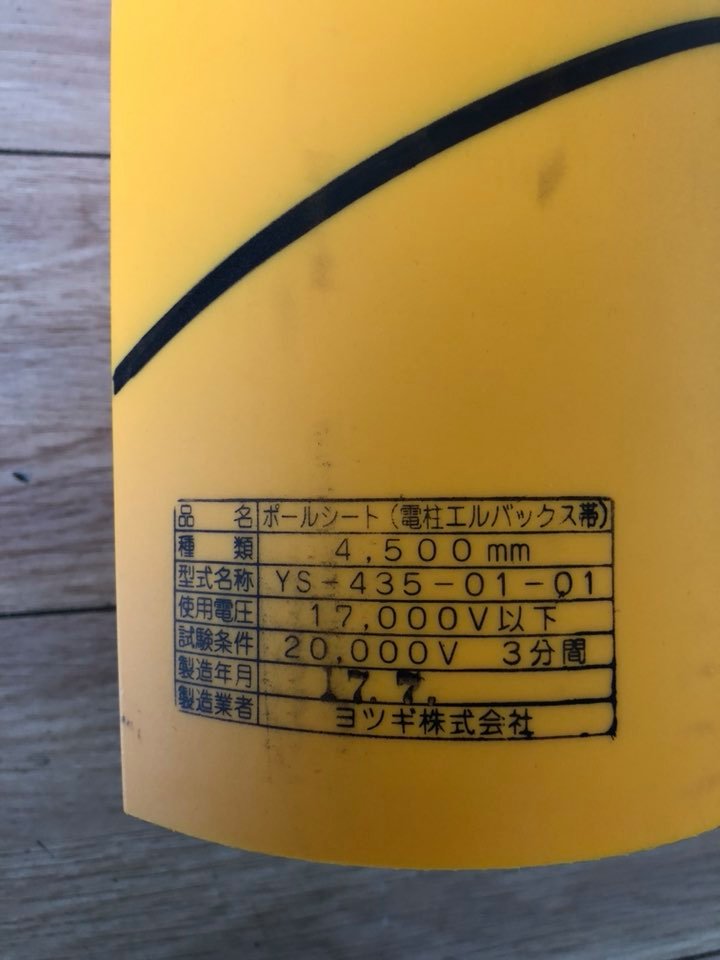 品 名 ポールシート(電柱エルバックス帯)
種 類 4,500mm
型式名称 YS-435-01-01
使用電圧 17,000V以下
試験条件 20,000V 3分間
製造年月 17.7.
製造業者 ヨツギ株式会社